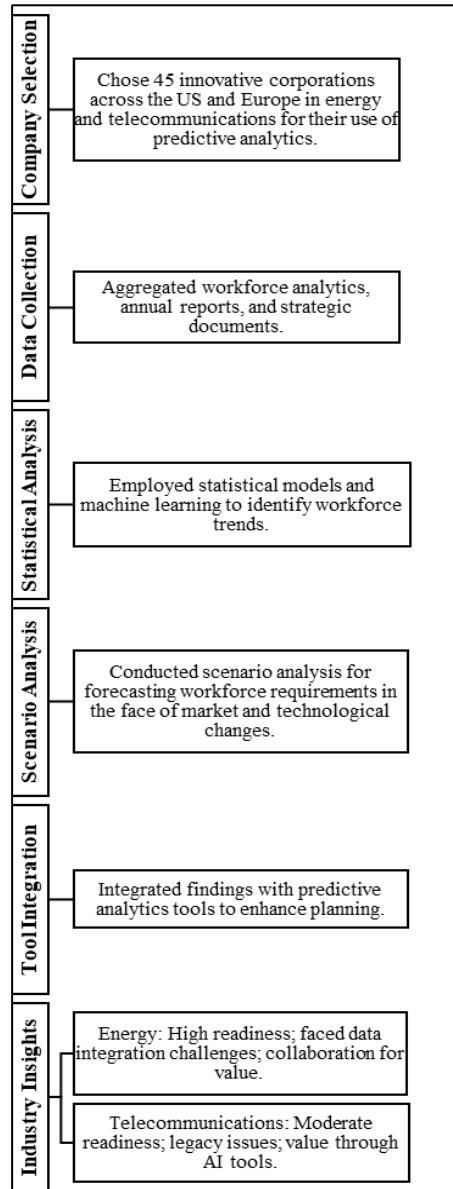 Company Selection
Chose 45 innovative corporations
across the US and Europe in energy
and telecommunications for their use of
predictive analytics.
Data Collection
Aggregated workforce analytics,
annual reports, and strategic
documents.
Statistical Analysis
Employed statistical models and
machine learning to identify workforce
trends.
Scenario Analysis
Conducted scenario analysis for
forecasting workforce requirements in
the face of market and technological
changes.
Tool Integration
Integrated findings with predictive
analytics tools to enhance planning.
Industry Insights
Energy: High readiness; faced data
integration challenges; collaboration for
value.
Telecommunications: Moderate
readiness; legacy issues; value through
AI tools.